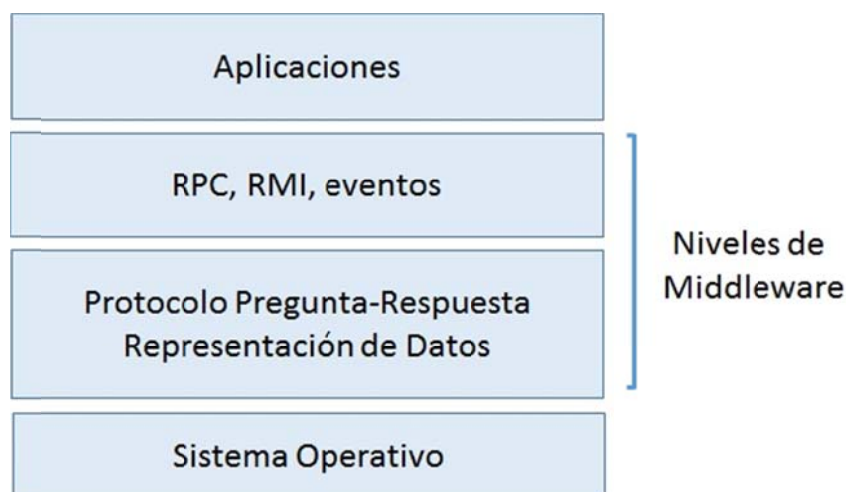 Aplicaciones
RPC, RMI, eventos
Niveles de
Middleware
Protocolo Pregunta-Respuesta
Representación de Datos
Sistema Operativo